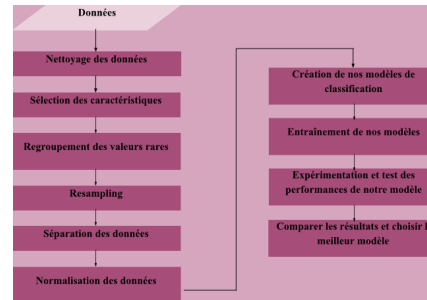 Données
Nettoyage des données
Sélection des caractéristiques
Regroupement des valeurs rares
Resampling
Séparation des données
Normalisation des données
Création de nos modèles de
classification
Entraînement de nos modèles
Expérimentation et test des
performances de notre modèle
Comparer les résultats et choisir l
meilleur modèle